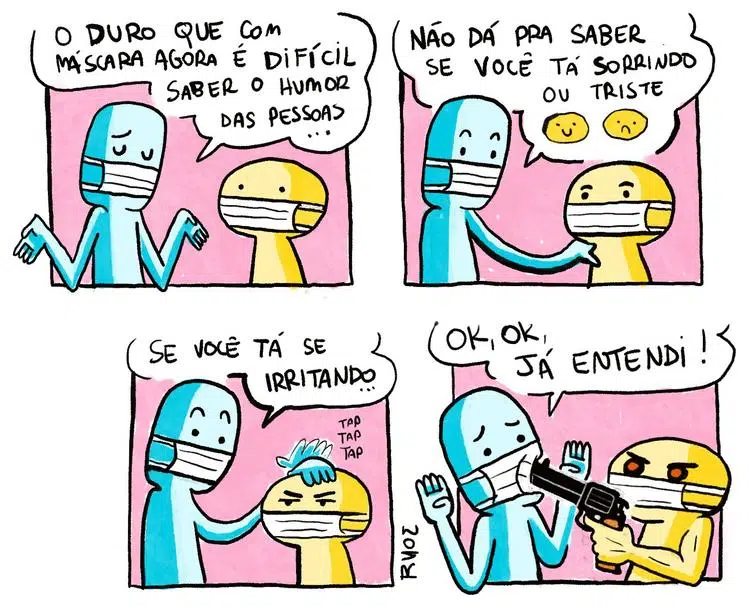 O DURO QUE COM
MÁSCARA AGORA É DIFÍCIL
SABER O HUMOR
DAS PESSOAS
...
NÃO DÁ PRA SABER
SE VOCÊ TÁ SORRINDO
OU TRISTE
SE VOCÊ TÁ SE
IRRITANDO...
TAP
TAP
TAP
OK, OK,
JÁ ENTENDI!
RYOZ